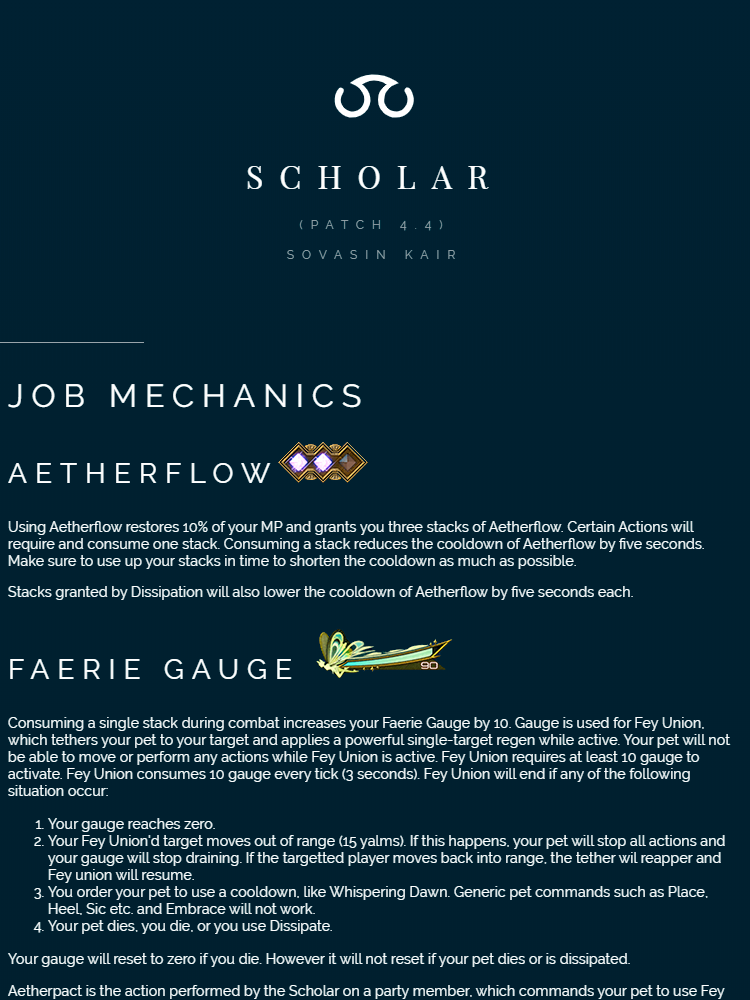 SCHOLAR
(PATCH 4.4)
SOVASIN KAIR
JOB MECHANICS
AETHERFLOW
Using Aetherflow restores 10% of your MP and grants you three stacks of Aetherflow. Certain Actions will
require and consume one stack. Consuming a stack reduces the cooldown of Aetherflow by five seconds.
Make sure to use up your stacks in time to shorten the cooldown as much as possible.
Stacks granted by Dissipation will also lower the cooldown of Aetherflow by five seconds each.
FAERIE GAUGE
90
Consuming a single stack during combat increases your Faerie Gauge by 10. Gauge is used for Fey Union,
which tethers your pet to your target and applies a powerful single-target regen while active. Your pet will not
be able to move or perform any actions while Fey Union is active. Fey Union requires at least 10 gauge to
activate. Fey Union consumes 10 gauge every tick (3 seconds). Fey Union will end if any of the following
situation occur:
1. Your gauge reaches zero.
2. Your Fey Union'd target moves out of range (15 yalms). If this happens, your pet will stop all actions and
your gauge will stop draining. If the targetted player moves back into range, the tether wil reapper and
Fey union will resume.
3. You order your pet to use a cooldown, like Whispering Dawn. Generic pet commands such as Place,
Heel, Sic etc. and Embrace will not work.
4. Your pet dies, you die, or you use Dissipate.
Your gauge will reset to zero if you die. However it will not reset if your pet dies or is dissipated.
Aetherpact is the action performed by the Scholar on a party member, which commands your pet to use Fey